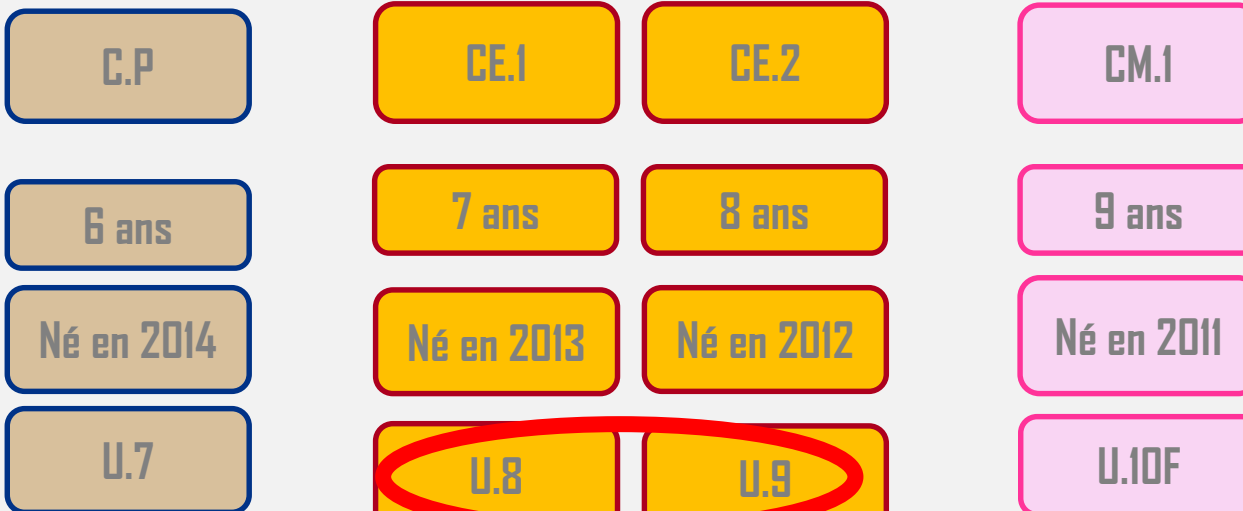 C.P
CE.1
CE.2
CM.1
6 ans
7 ans
8 ans
9 ans
Né en 2014
Né en 2013
Né en 2012
Né en 2011
U.7
U.8
U.9
U.10F